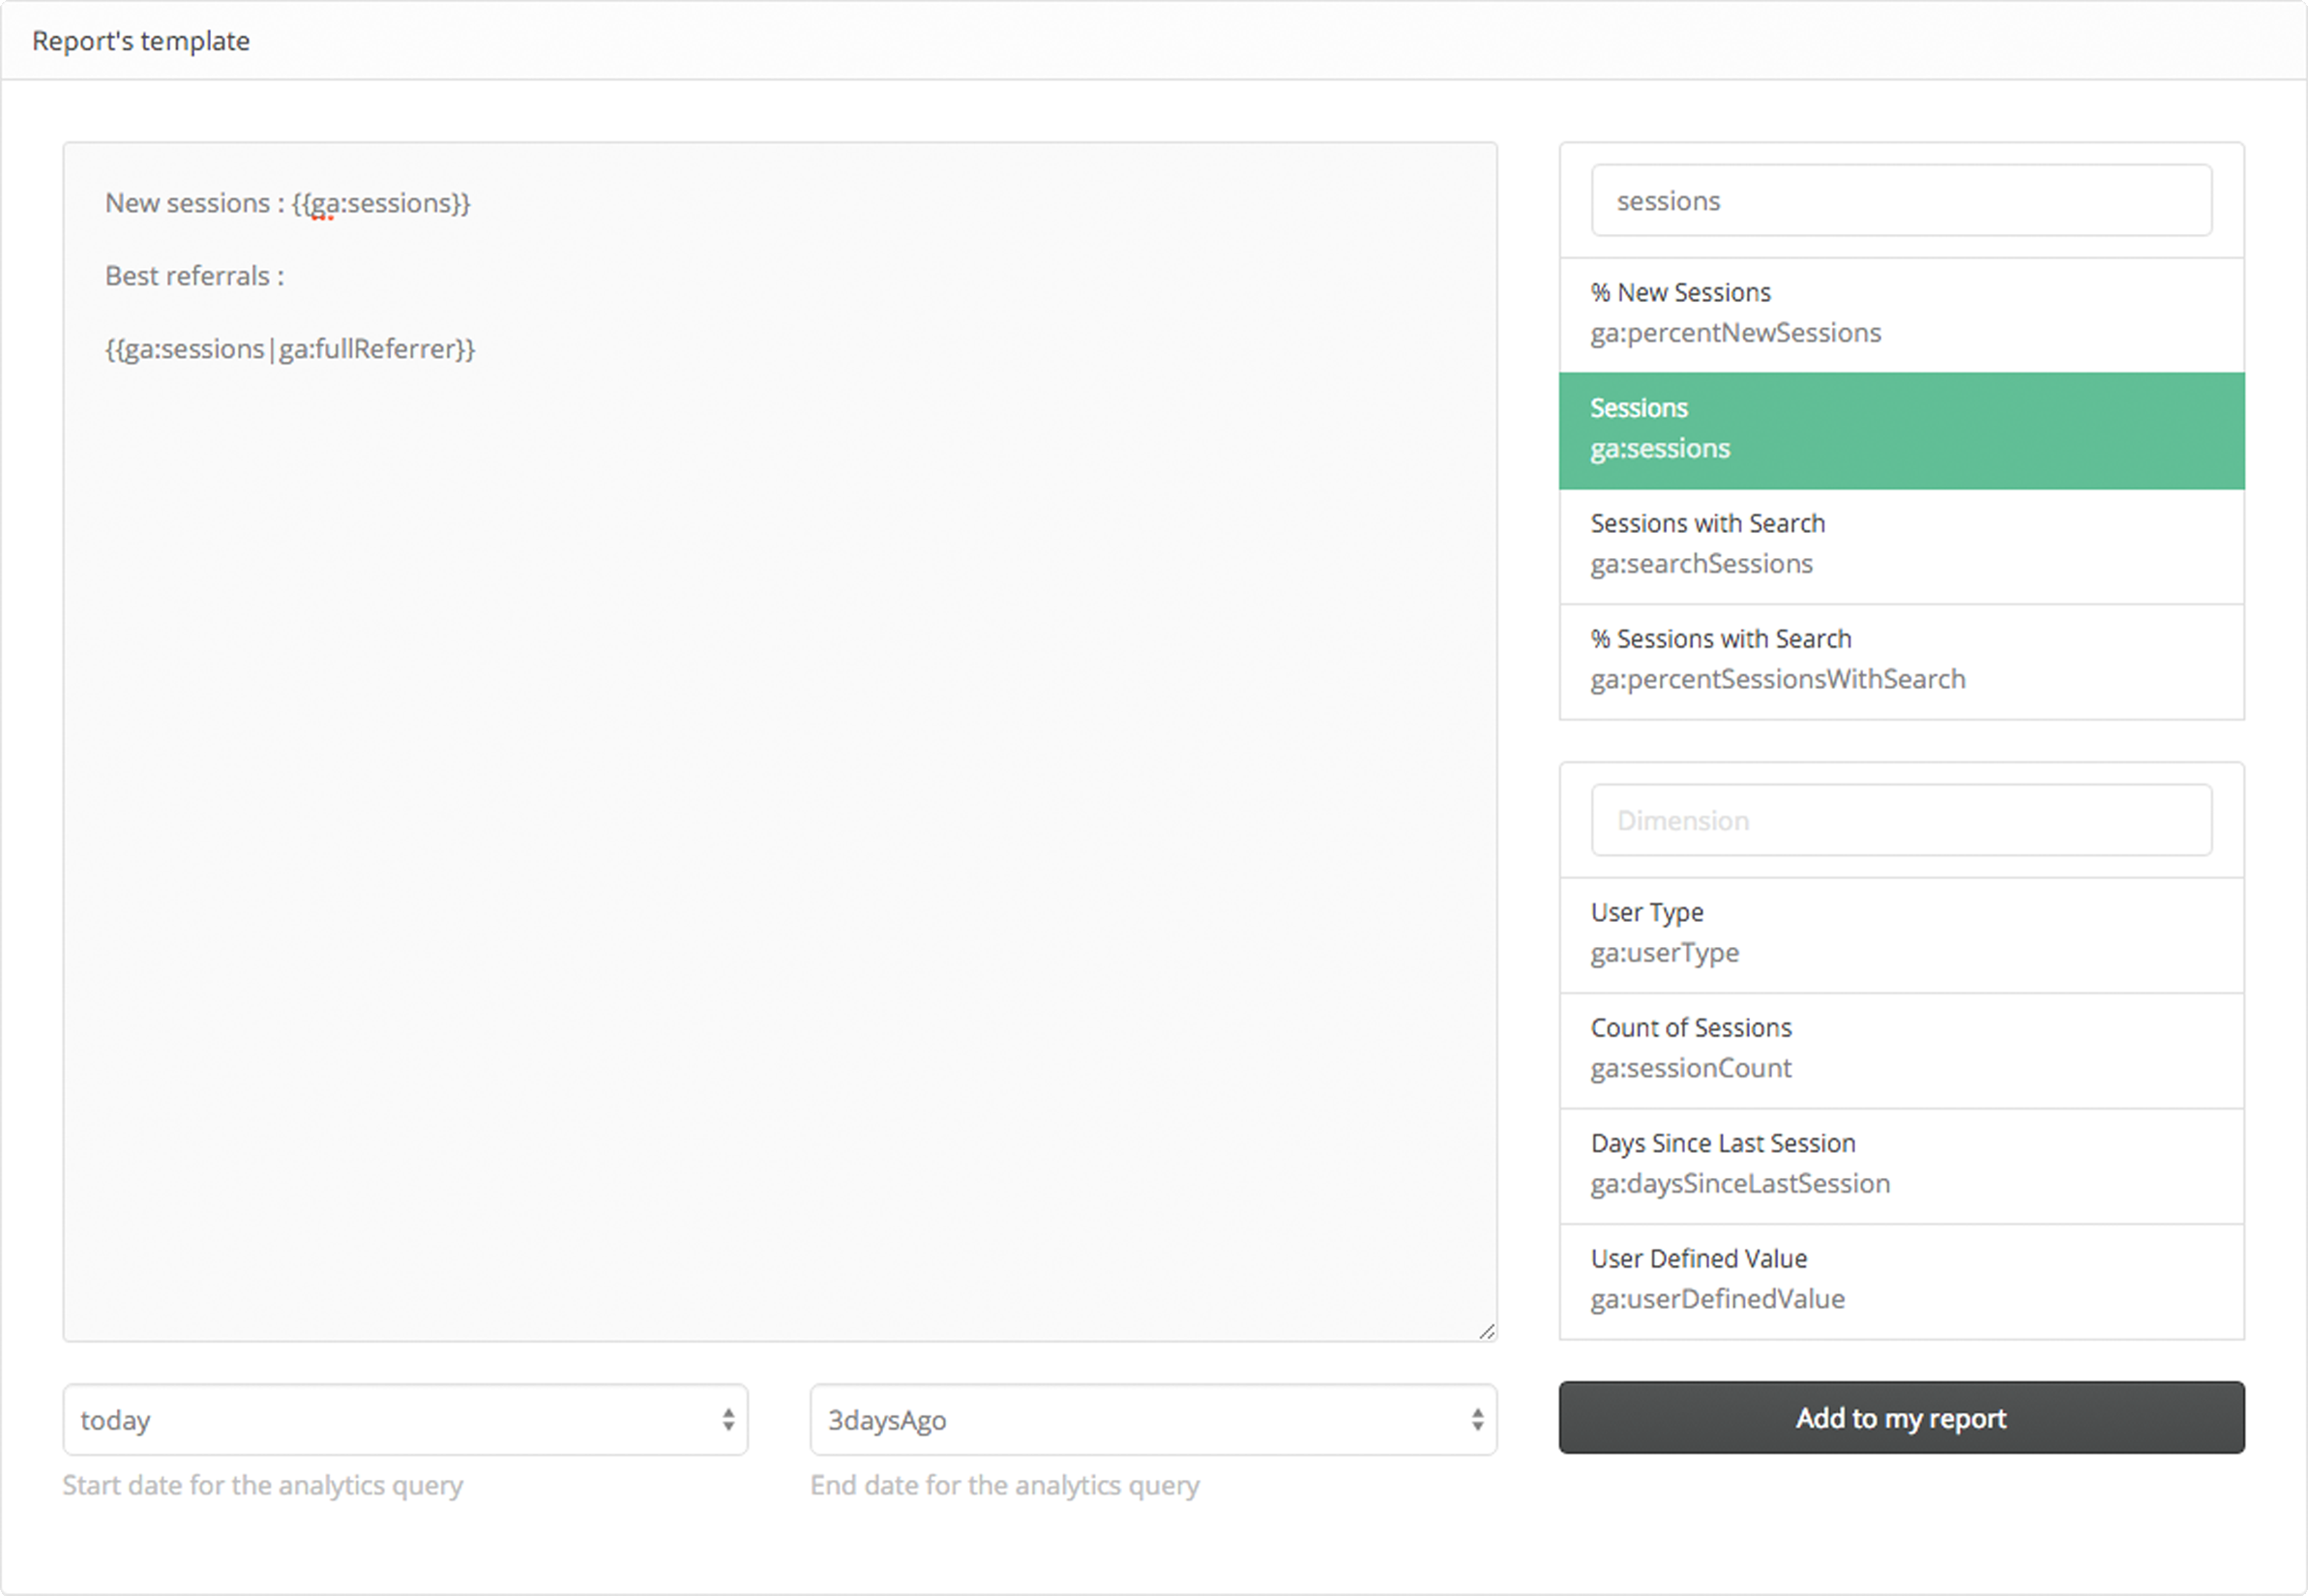 Report's template
New sessions : {{ga:sessions}}
Best referrals :
{{ga:sessions|ga:fullReferrer}}
today
Start date for the analytics query
3daysAgo
End date for the analytics query
sessions
% New Sessions
ga:percentNewSessions
Sessions
ga:sessions
Sessions with Search
ga:searchSessions
% Sessions with Search
ga:percentSessionsWithSearch
Dimension
User Type
ga:userType
Count of Sessions
ga:sessionCount
Days Since Last Session
ga:daysSinceLastSession
User Defined Value
ga:userDefinedValue
Add to my report